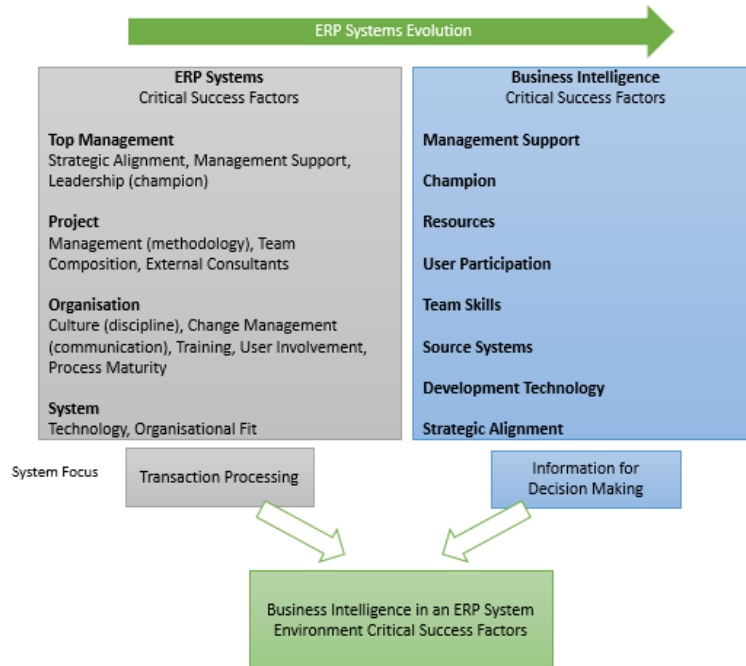 ERP Systems Evolution
ERP Systems
Critical Success Factors
Top Management
Strategic Alignment, Management Support,
Leadership (champion)
Project
Management (methodology), Team
Composition, External Consultants
Organisation
Culture (discipline), Change Management
(communication), Training, User Involvement,
Process Maturity
System
Technology, Organisational Fit
Business Intelligence
Critical Success Factors
Management Support
Champion
Resources
User Participation
Team Skills
Source Systems
Development Technology
Strategic Alignment
System Focus
Transaction Processing
Information for
Decision Making
Business Intelligence in an ERP System
Environment Critical Success Factors